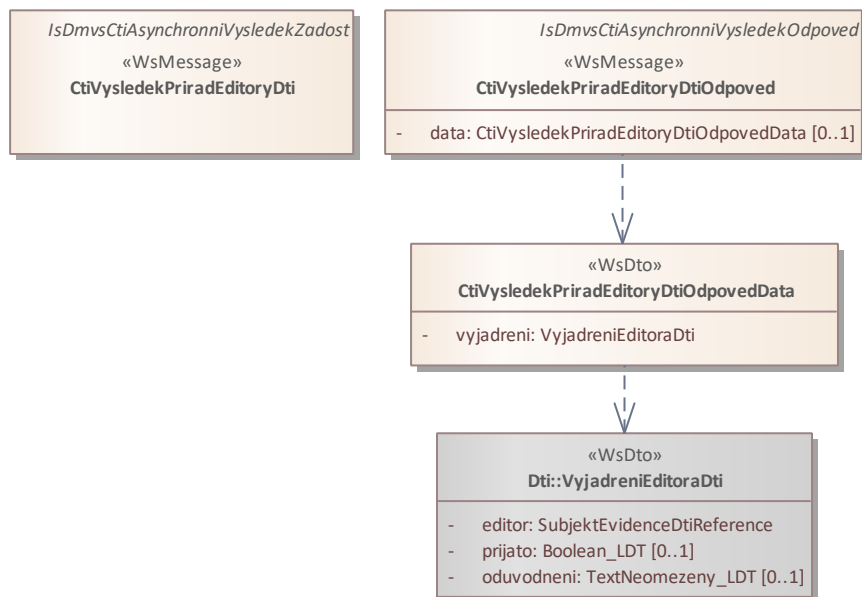 IsDmvsCtiAsynchronniVysledekZadost
«WsMessage»
CtiVysledekPriradEditoryDti
IsDmvsCtiAsynchronniVysledekOdpoved
«WsMessage»
CtiVysledekPriradEditoryDtiOdpoved
- data: CtiVysledekPriradEditoryDtiOdpovedData [0..1]
«WsDto»
CtiVysledekPriradEditoryDtiOdpovedData
- vyjadreni: VyjadreniEditoraDti
«WsDto»
Dti::VyjadreniEditoraDti
- editor: SubjektEvidenceDtiReference
- prijato: Boolean_LDT [0..1]
- oduvodneni: TextNeomezeny_LDT [0..1]